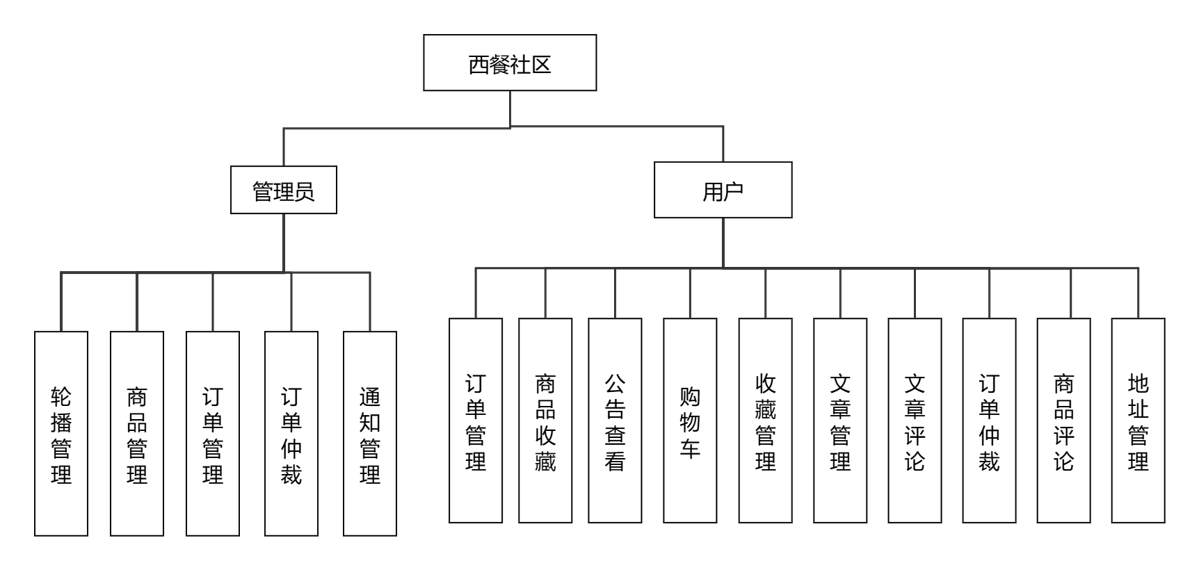 西餐社区
管理员
用户
轮播管理
商品管理
订单管理
订单仲裁
通知管理
订单管理
商品收藏
公告查看
购物车
收藏管理
文章管理
文章评论
订单仲裁
商品评论
地址管理